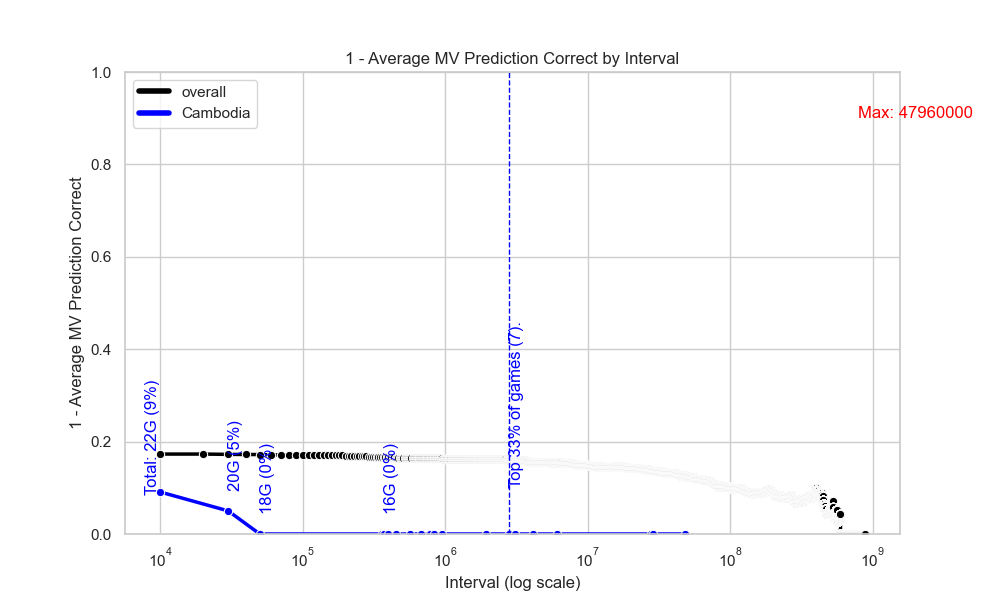 1 - Average MV Prediction Correct by Interval
1.0
0.8
0.6
0.4
0.2
0.0
1 - Average MV Prediction Correct
overall
Cambodia
Max: 47960000
Total: 22G (9%)
20G (5%)
18G (0%)
16G (0%)
Top 33% of games (7).
10^4
10^5
10^6
10^7
10^8
10^9
Interval (log scale)